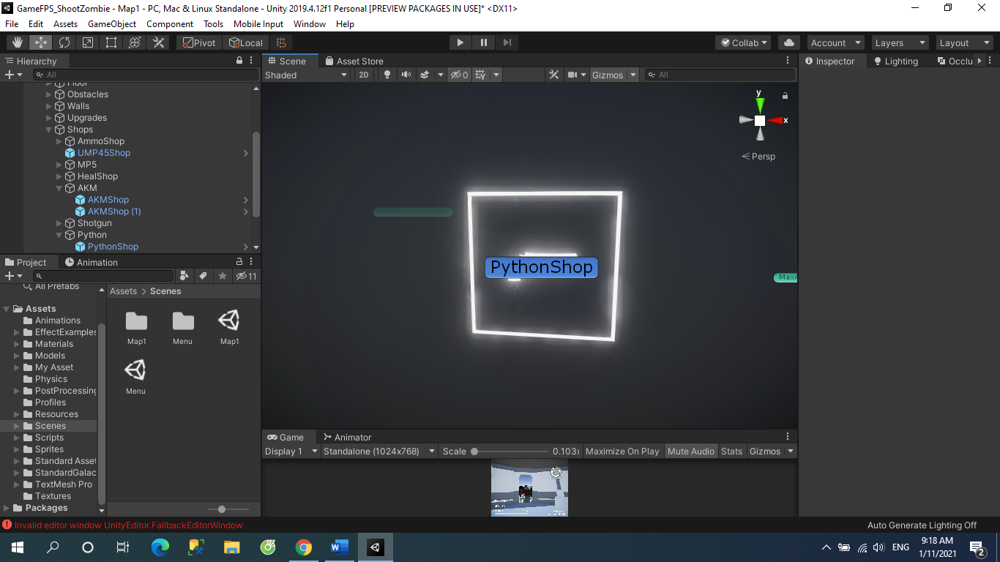 GameFPS_ShootZombie - Map1 - PC, Mac & Linux Standalone - Unity 2019.4.12f1 Personal [PREVIEW PACKAGES IN USE]* <DX11>
File Edit Assets GameObject Component Tools Mobile Input Window Help
Pivot Local Collab Account Layers Layout
Hierarchy Scene Asset Store Inspector Lighting Occlu
All Shaded 2D 0 Gizmos All
Floor
Obstacles
Walls
Upgrades
Shops
AmmoShop
UMP45Shop
MP5
HealShop
AKM
AKMShop
AKMShop (1)
Shotgun
Python
PythonShop
y
x
Persp
PythonShop
MaxA
Project Animation
11
All Prefabs
Assets
Animations
EffectExamples
Materials
Models
My Asset
Physics
PostProcessing
Profiles
Resources
Scenes
Scripts
Sprites
Standard Asset
StandardGalac
TextMesh Pro
Textures
Packages
Assets > Scenes
Map1 Menu Map1
Menu
Game Animator
Display 1 Standalone (1024x768) Scale 0.103x Maximize On Play Mute Audio Stats Gizmos
Invalid editor window UnityEditor.FallbackEditorWindow
Auto Generate Lighting Off
ENG 9:18 AM
1/11/2021
2